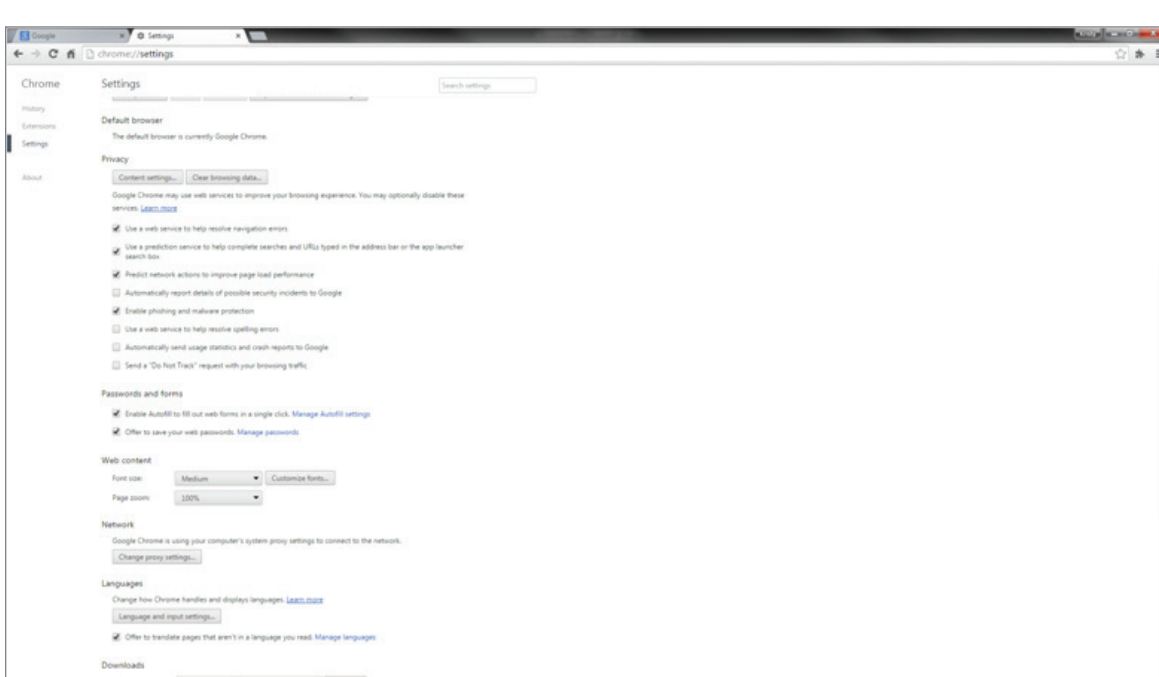 Google
Settings
chrome://settings
Chrome
Settings
Search settings
History
Extensions
Settings
About
Default browser
The default browser is currently Google Chrome.
Privacy
Content settings...
Clear browsing data...
Google Chrome may use web services to improve your browsing experience. You may optionally disable these
services. Learn more
Use a web service to help resolve navigation errors
Use a prediction service to help complete searches and URLs typed in the address bar or the app launcher
search box
Predict network actions to improve page load performance
Automatically report details of possible security incidents to Google
Enable phishing and malware protection
Use a web service to help resolve spelling errors
Automatically send usage statistics and crash reports to Google
Send a "Do Not Track" request with your browsing traffic
Passwords and forms
Enable Autofill to fill out web forms in a single click. Manage Autofill settings
Offer to save your web passwords. Manage passwords
Web content
Font size: Medium Customize fonts...
Page zoom: 100%
Network
Google Chrome is using your computer's system proxy settings to connect to the network.
Change proxy settings...
Languages
Change how Chrome handles and displays languages. Learn more
Language and input settings...
Offer to translate pages that aren't in a language you read. Manage languages
Downloads